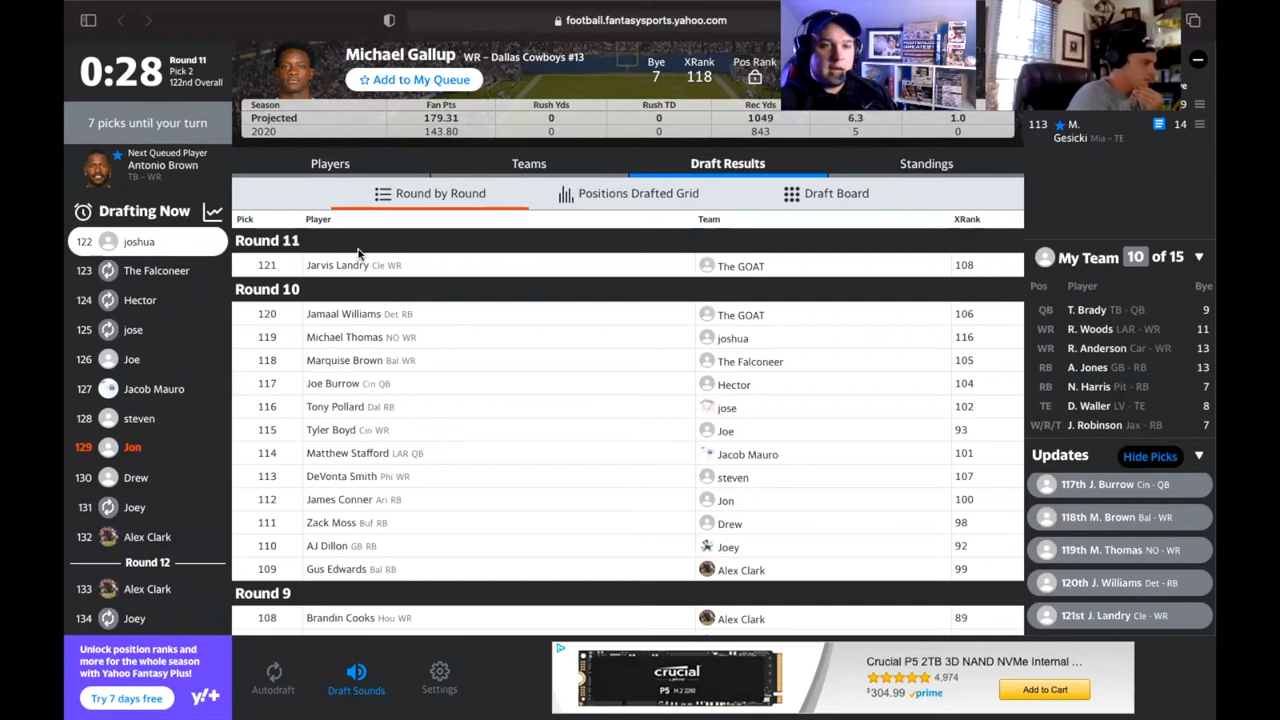 football.fantasysports.yahoo.com
0:28
Round 11
Pick 2
122nd Overall
Michael Gallup WR - Dallas Cowboys #13
Add to My Queue
Bye XRank Pos Rank
7 118
Season Fan Pts Rush Yds Rush TD Rec Yds
Projected 179.31 0 0 1049 6.3 1.0
2020 143.80 0 0 843 5 0
9
113 M. Gesicki Mia - TE 14
7 picks until your turn
Next Queued Player
Antonio Brown
TB - WR
Drafting Now
122 joshua
123 The Falconeer
124 Hector
125 jose
126 Joe
127 Jacob Mauro
128 steven
129 Jon
130 Drew
131 Joey
132 Alex Clark
Round 12
133 Alex Clark
134 Joey
Unlock position ranks and
more for the whole season
with Yahoo Fantasy Plus!
Try 7 days free
y!+
Players Teams Draft Results Standings
Round by Round Positions Drafted Grid Draft Board
Pick Player Team XRank
Round 11
121 Jarvis Landry Cle WR The GOAT 108
Round 10
120 Jamaal Williams Det RB The GOAT 106
119 Michael Thomas NO WR joshua 116
118 Marquise Brown Bal WR The Falconeer 105
117 Joe Burrow Cin QB Hector 104
116 Tony Pollard Dal RB jose 102
115 Tyler Boyd Cin WR Joe 93
114 Matthew Stafford LAR QB Jacob Mauro 101
113 DeVonta Smith Phi WR steven 107
112 James Conner Ari RB Jon 100
111 Zack Moss Buf RB Drew 98
110 AJ Dillon GB RB Joey 92
109 Gus Edwards Bal RB Alex Clark 99
Round 9
108 Brandin Cooks Hou WR Alex Clark 89
My Team 10 of 15
Pos Player Bye
QB T. Brady TB - QB 9
WR R. Woods LAR - WR 11
WR R. Anderson Car - WR 13
RB A. Jones GB - RB 13
RB N. Harris Pit - RB 7
TE D. Waller LV - TE 8
W/R/T J. Robinson Jax - RB 7
Updates Hide Picks
117th J. Burrow Cin - QB
118th M. Brown Bal - WR
119th M. Thomas NO - WR
120th J. Williams Det - RB
121st J. Landry Cle - WR
Autodraft Draft Sounds Settings
crucial
P5 M.2 2280
Crucial P5 2TB 3D NAND NVMe Internal ...
4,974
$304.99 prime
Add to Cart